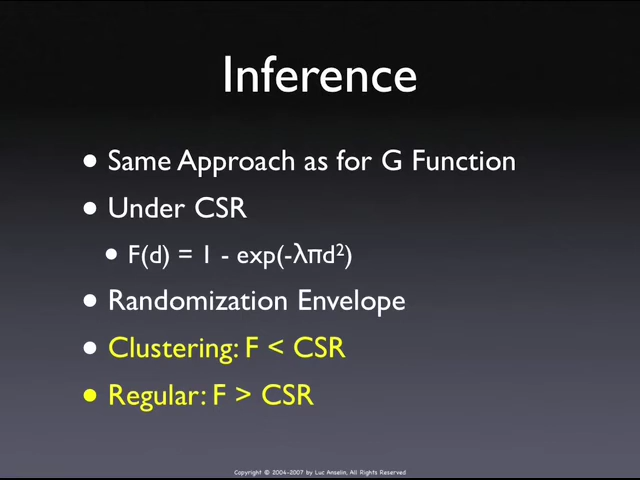 Inference
• Same Approach as for G Function
• Under CSR
• F(d) = 1 - exp(-λπd²)
• Randomization Envelope
• Clustering: F < CSR
• Regular: F > CSR
Copyright © 2004-2007 by Luc Anselin, All Rights Reserved